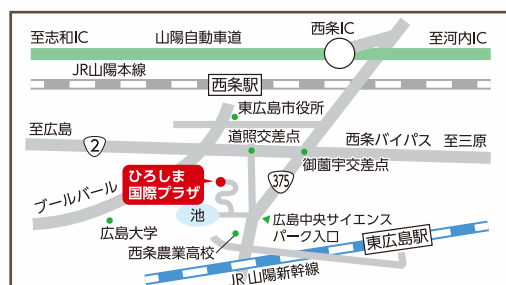 西条IC
至志和IC
山陽自動車道
至河内IC
JR山陽本線
西条駅
東広島市役所
至広島
2
道照交差点
西条バイパス
至三原
御薗宇交差点
ひろしま
国際プラザ
375
ブールバール
池
広島大学
広島中央サイエンス
パーク入口
西条農業高校
東広島駅
JR 山陽新幹線